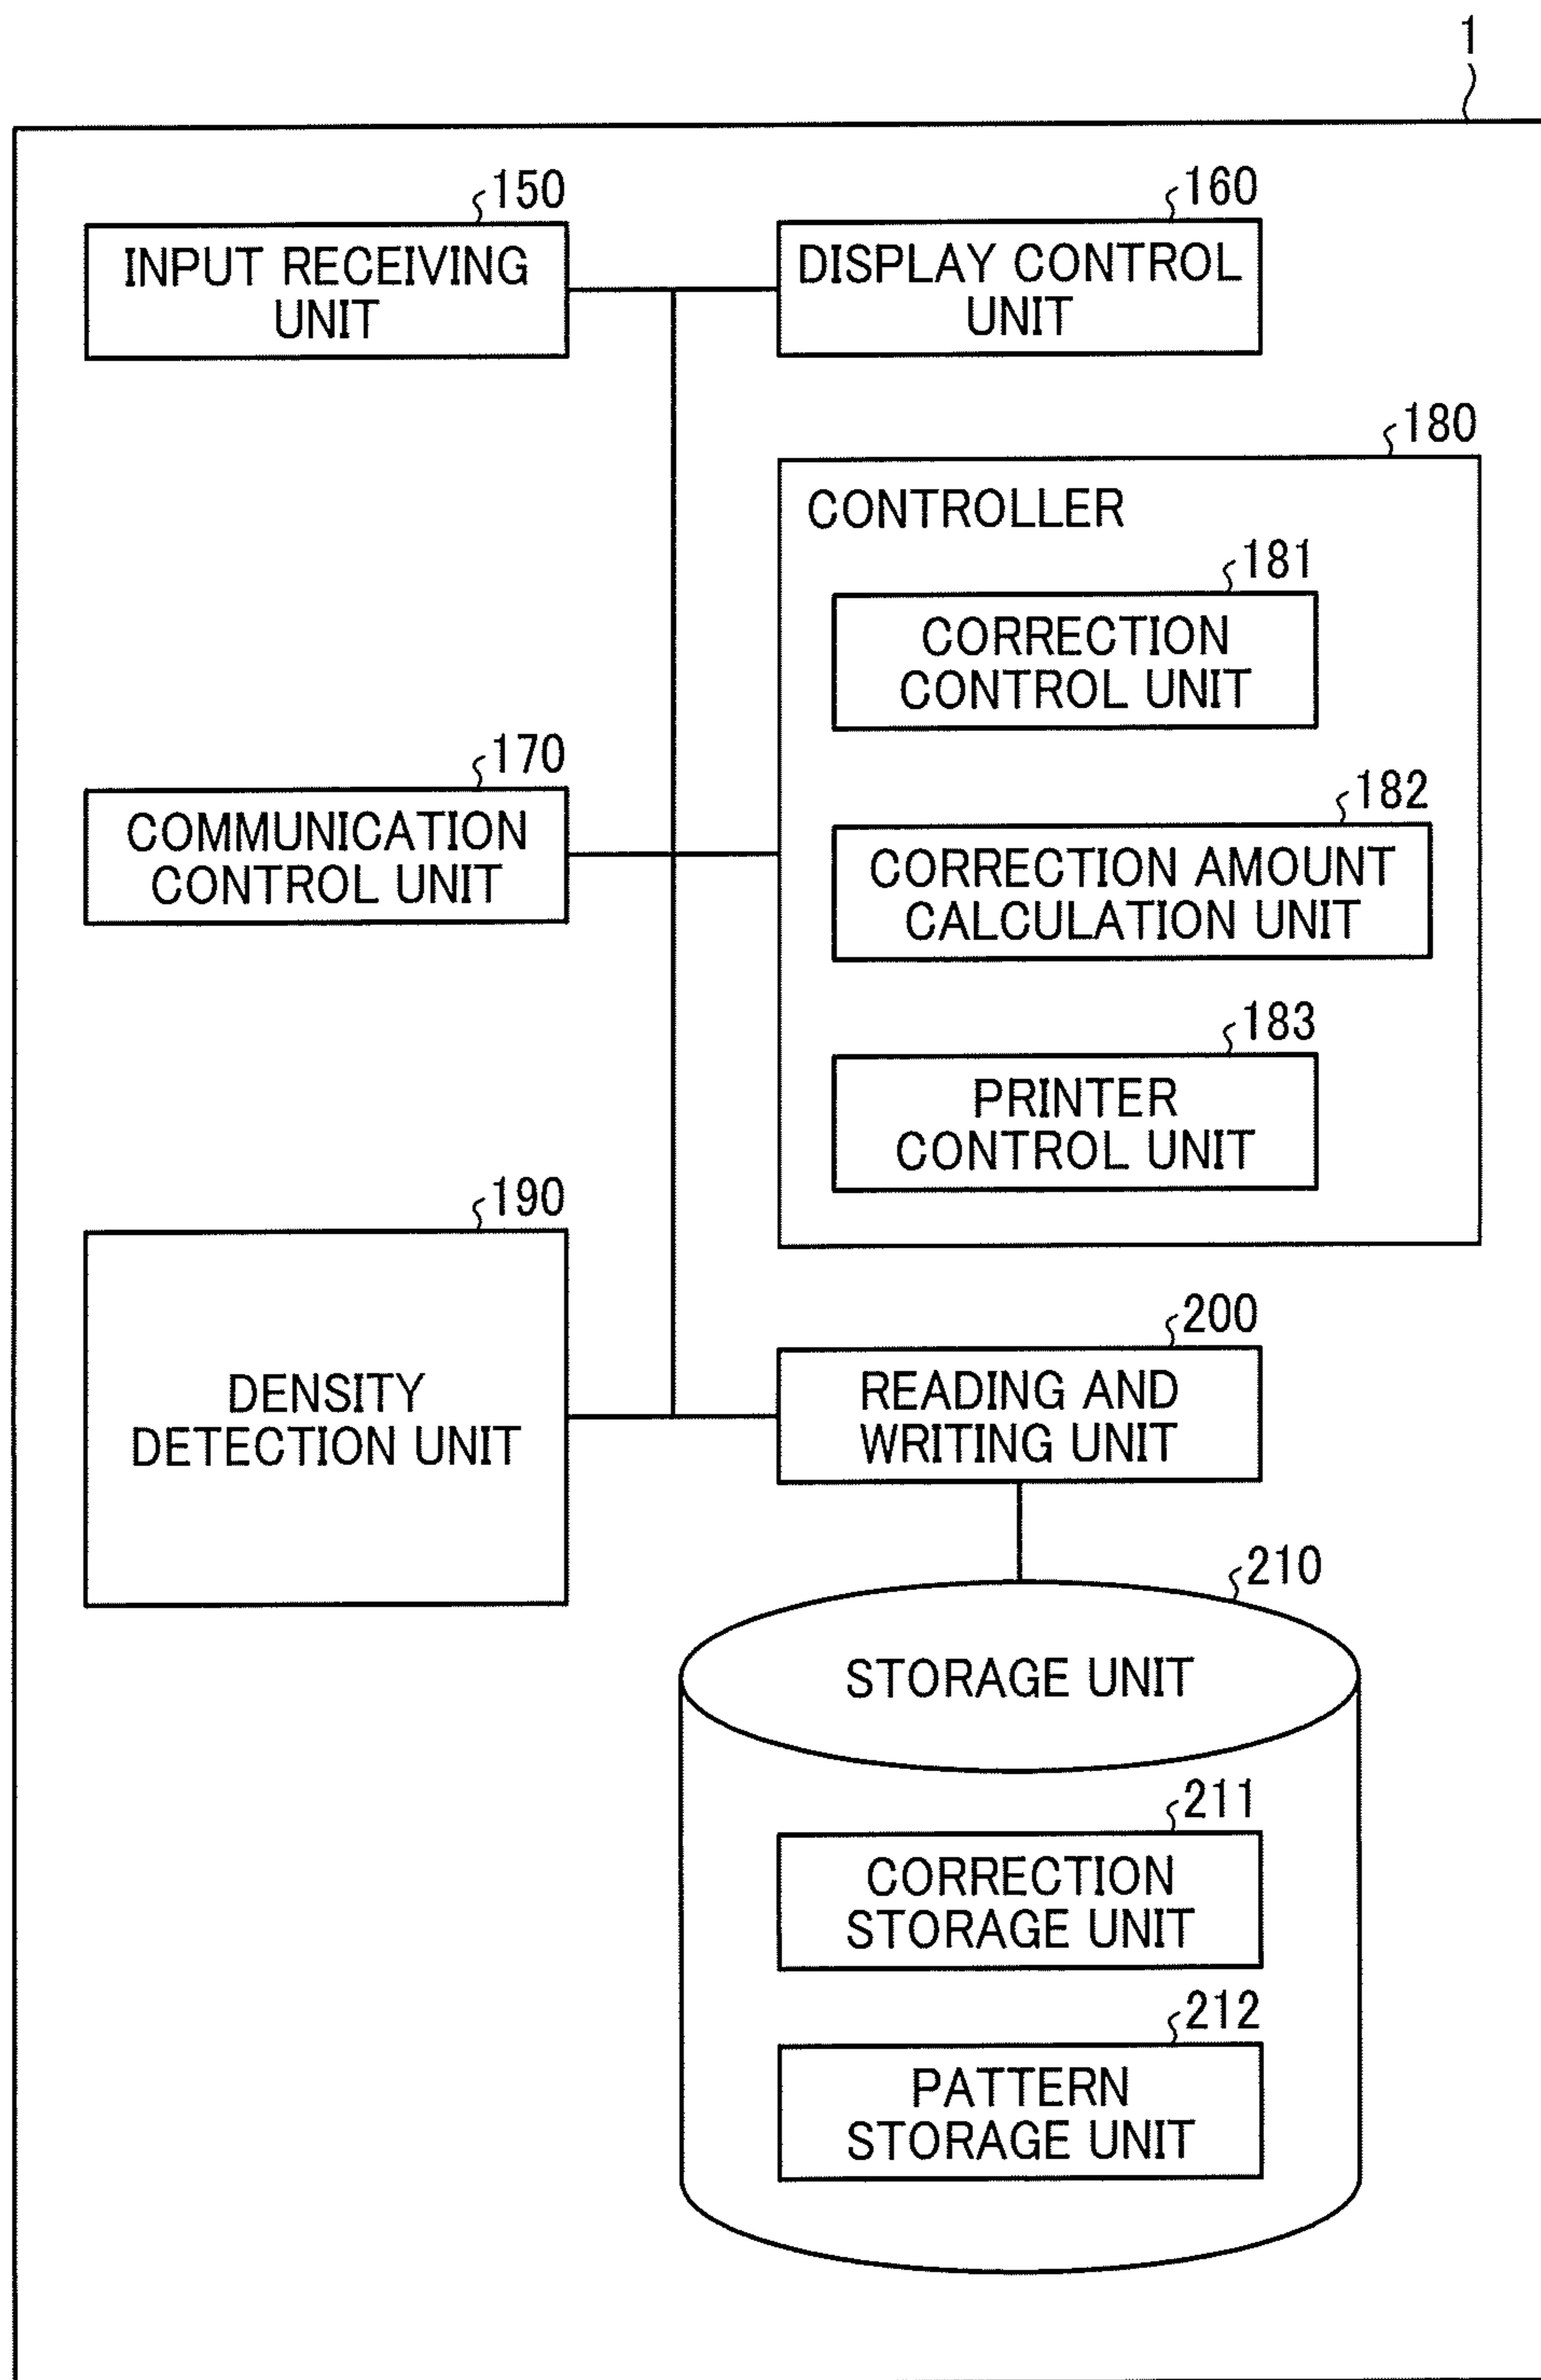 1
150
INPUT RECEIVING
UNIT
160
DISPLAY CONTROL
UNIT
180
CONTROLLER
181
CORRECTION
CONTROL UNIT
170
COMMUNICATION
CONTROL UNIT
182
CORRECTION AMOUNT
CALCULATION UNIT
183
PRINTER
CONTROL UNIT
190
DENSITY
DETECTION UNIT
200
READING AND
WRITING UNIT
210
STORAGE UNIT
211
CORRECTION
STORAGE UNIT
212
PATTERN
STORAGE UNIT